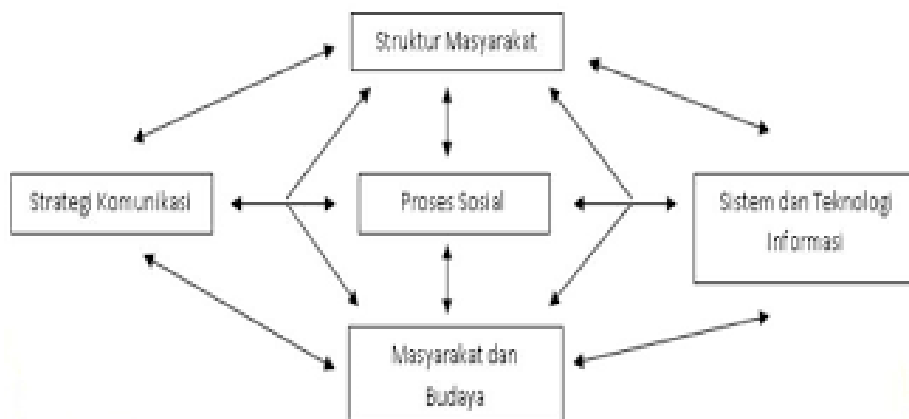 Struktur Masyarakat
Strategi Komunikasi
Proses Sosial
Sistem dan Teknologi
Informasi
Masyarakat dan
Budaya